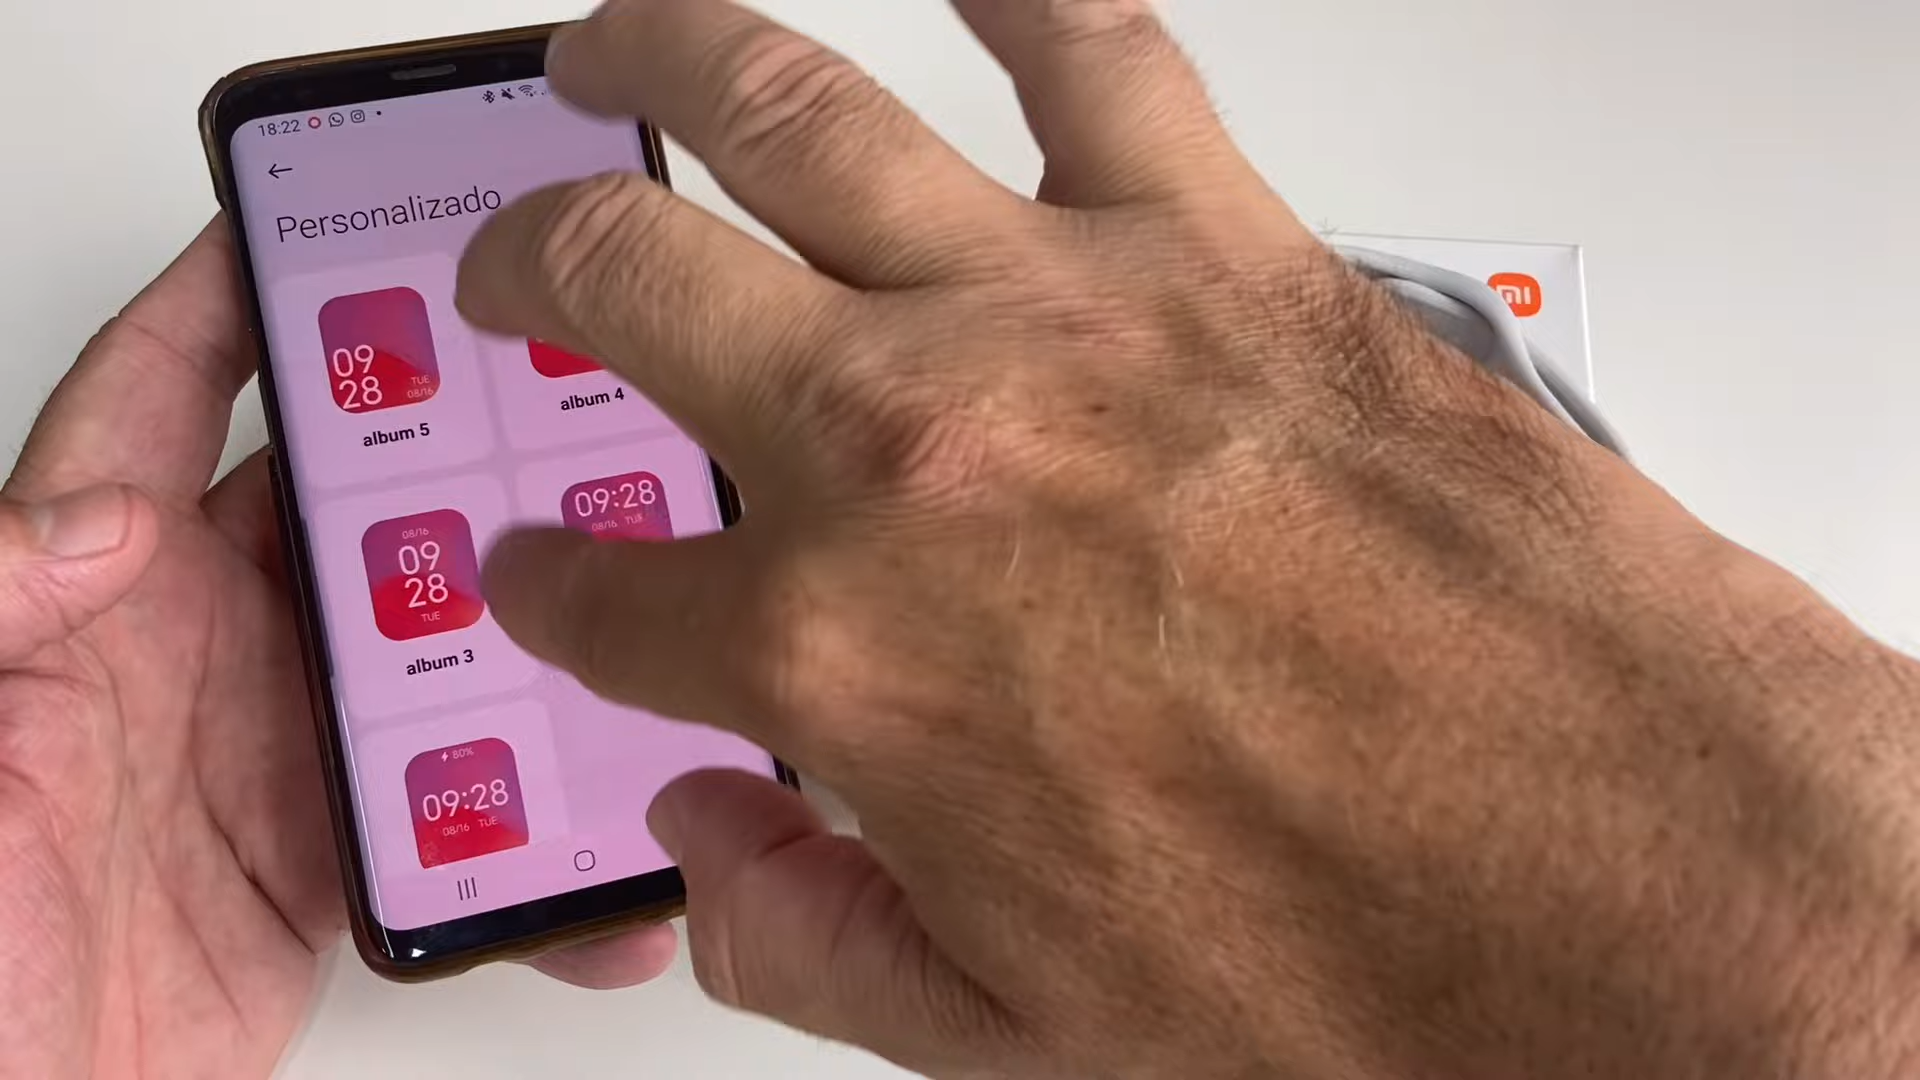 18:22
Personalizado
09
28
TUE
08/16
album 5
album 4
08/16
09
28
TUE
album 3
09:28
08/16 TUE
80%
09:28
08/16 TUE
mi